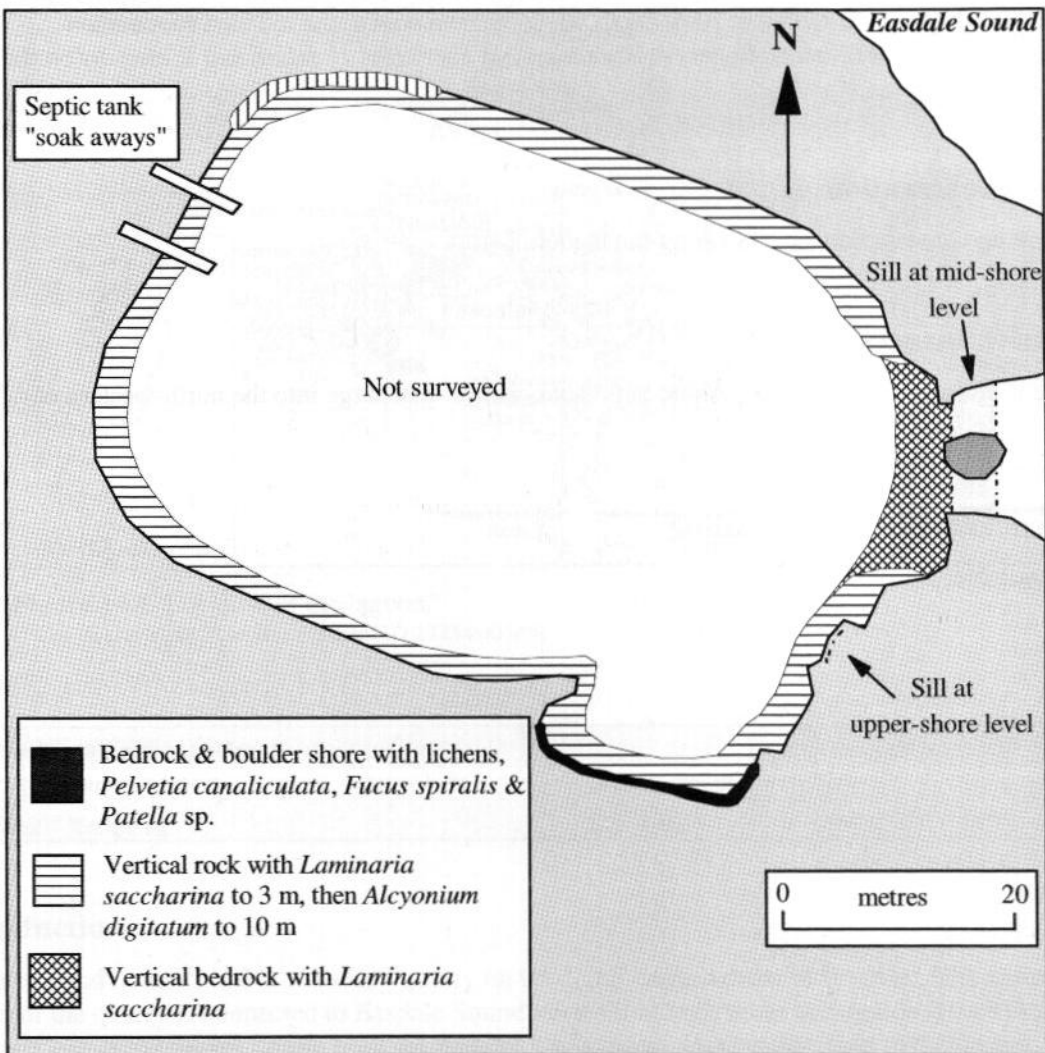 Easdale Sound
N
Septic tank
"soak aways"
Sill at mid-shore
level
Not surveyed
Sill at
upper-shore level
Bedrock & boulder shore with lichens,
Pelvetia canaliculata, Fucus spiralis &
Patella sp.
Vertical rock with Laminaria
saccharina to 3 m, then Alcyonium
digitatum to 10 m
Vertical bedrock with Laminaria
saccharina
0 metres 20